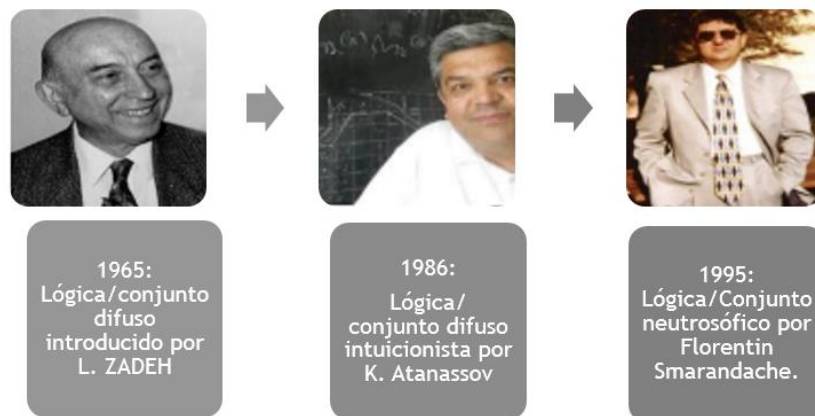 1965:
Lógica/conjunto
difuso
introducido por
L. ZADEH
1986:
Lógica/
conjunto difuso
intuicionista por
K. Atanassov
1995:
Lógica/Conjunto
neutrosófico por
Florentin
Smarandache.